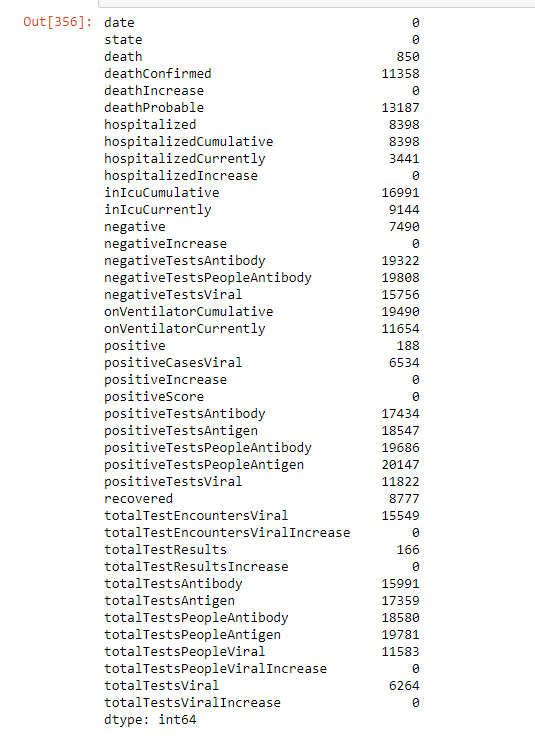 Out[356]: date 0
state 0
death 850
deathConfirmed 11358
deathIncrease 0
deathProbable 13187
hospitalized 8398
hospitalizedCumulative 8398
hospitalizedCurrently 3441
hospitalizedIncrease 0
inIcuCumulative 16991
inIcuCurrently 9144
negative 7490
negativeIncrease 0
negativeTestsAntibody 19322
negativeTestsPeopleAntibody 19808
negativeTestsViral 15756
onVentilatorCumulative 19490
onVentilatorCurrently 11654
positive 188
positiveCasesViral 6534
positiveIncrease 0
positiveScore 0
positiveTestsAntibody 17434
positiveTestsAntigen 18547
positiveTestsPeopleAntibody 19686
positiveTestsPeopleAntigen 20147
positiveTestsViral 11822
recovered 8777
totalTestEncountersViral 15549
totalTestEncountersViralIncrease 0
totalTestResults 166
totalTestResultsIncrease 0
totalTestsAntibody 15991
totalTestsAntigen 17359
totalTestsPeopleAntibody 18580
totalTestsPeopleAntigen 19781
totalTestsPeopleViral 11583
totalTestsPeopleViralIncrease 0
totalTestsViral 6264
totalTestsViralIncrease 0
dtype: int64